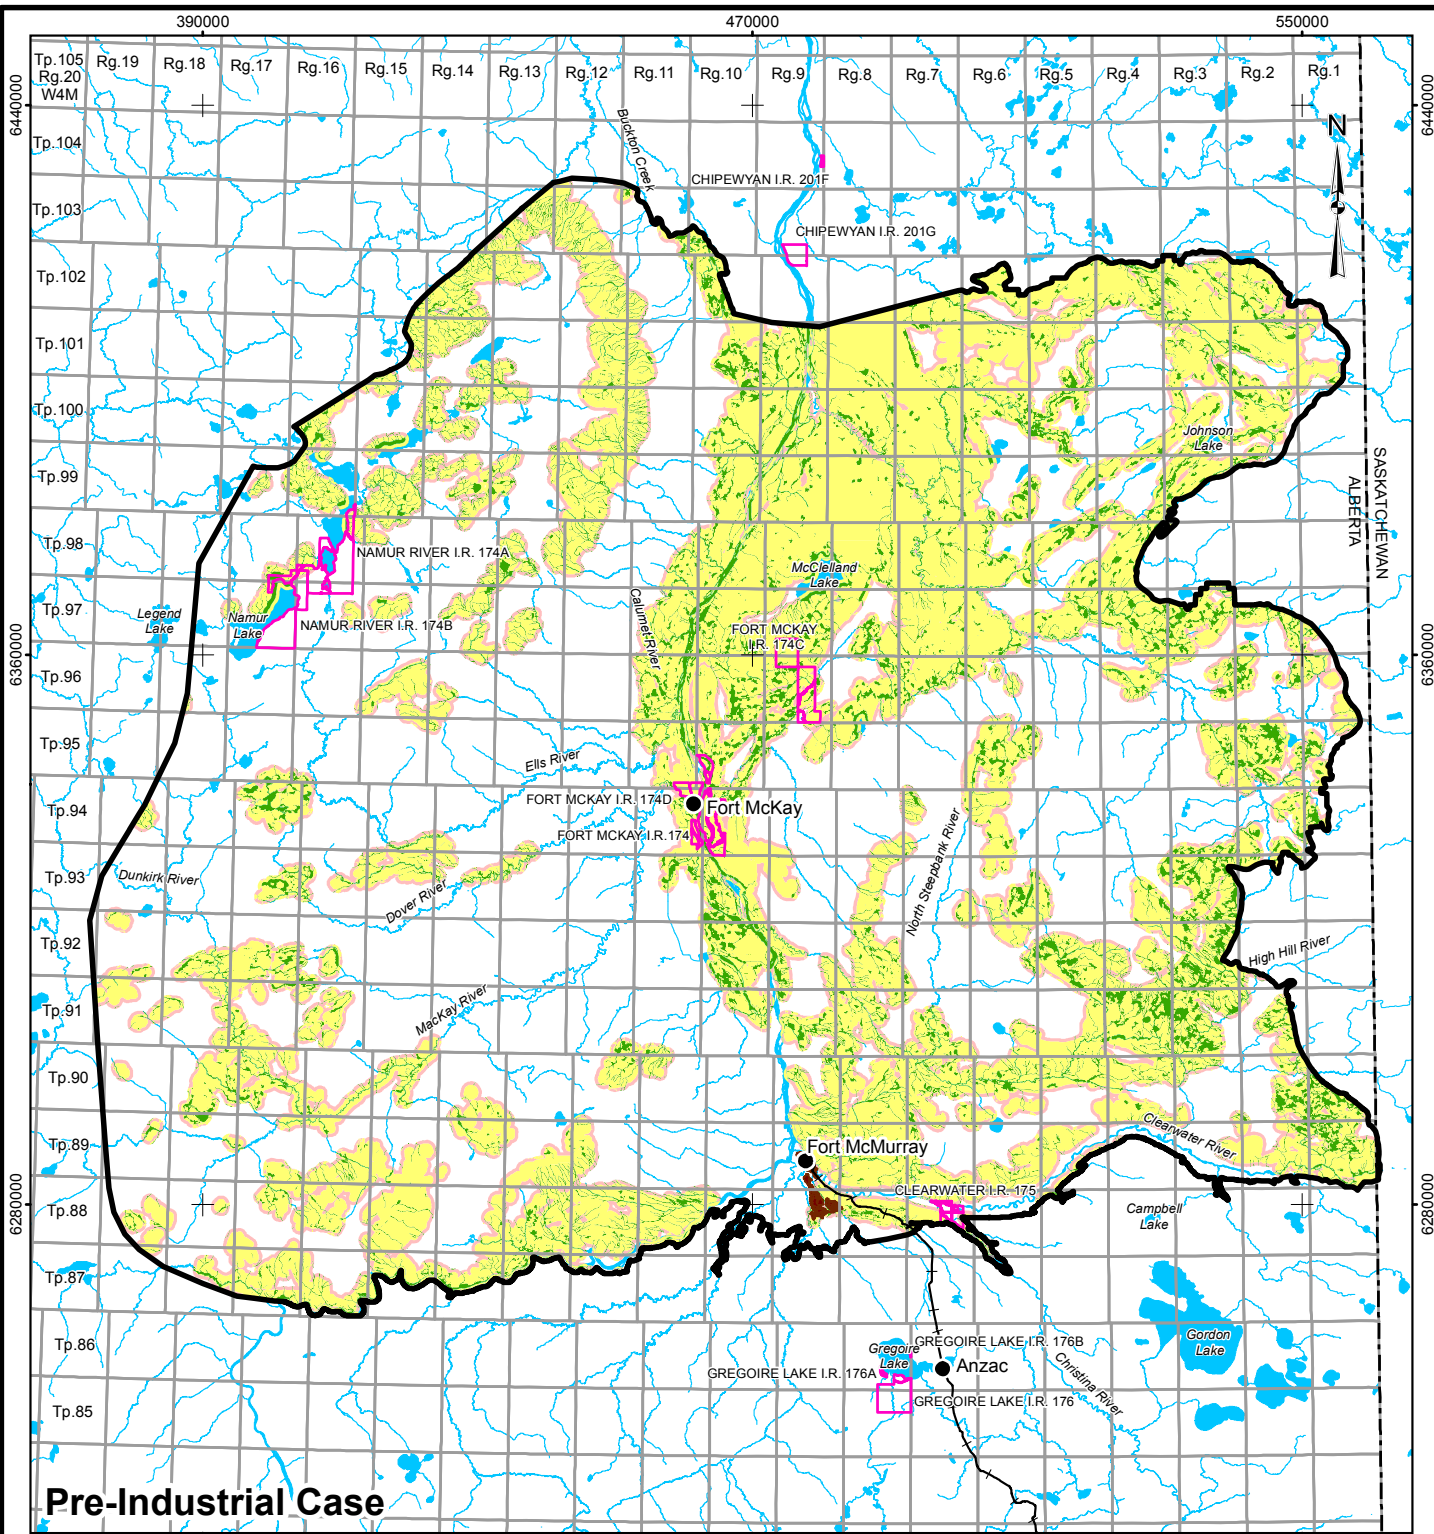 390000
470000
550000
Tp.105
Rg.20
W4M
Rg.19
Rg.18
Rg.17
Rg.16
Rg.15
Rg.14
Rg.13
Rg.12
Rg.11
Rg.10
Rg.9
Rg.8
Rg.7
Rg.6
Rg.5
Rg.4
Rg.3
Rg.2
Rg.1
6440000
6440000
N
Tp.104
Buckton Creek
CHIPEWYAN I.R. 201F
Tp.103
CHIPEWYAN I.R. 201G
Tp.102
Tp.101
Tp.100
Johnson
Lake
Tp.99
SASKATCHEWAN
ALBERTA
Tp.98
NAMUR RIVER I.R. 174A
McClelland
Lake
Tp.97
Legend
Lake
Namur
Lake
NAMUR RIVER I.R. 174B
Calumet River
FORT MCKAY
I.R. 174C
6360000
6360000
Tp.96
Tp.95
Ells River
Tp.94
FORT MCKAY I.R. 174D
Fort McKay
FORT MCKAY I.R.174
North Steepbank River
Tp.93
Dunkirk River
Dover River
Tp.92
High Hill River
Tp.91
MacKay River
Tp.90
Tp.89
Fort McMurray
Clearwater River
CLEARWATER I.R. 175
6280000
6280000
Tp.88
Campbell
Lake
Tp.87
Tp.86
GREGOIRE LAKE I.R. 176B
Gregoire
Lake
Gordon
Lake
Anzac
GREGOIRE LAKE I.R. 176A
Christina River
Tp.85
GREGOIRE LAKE I.R. 176
Pre-Industrial Case